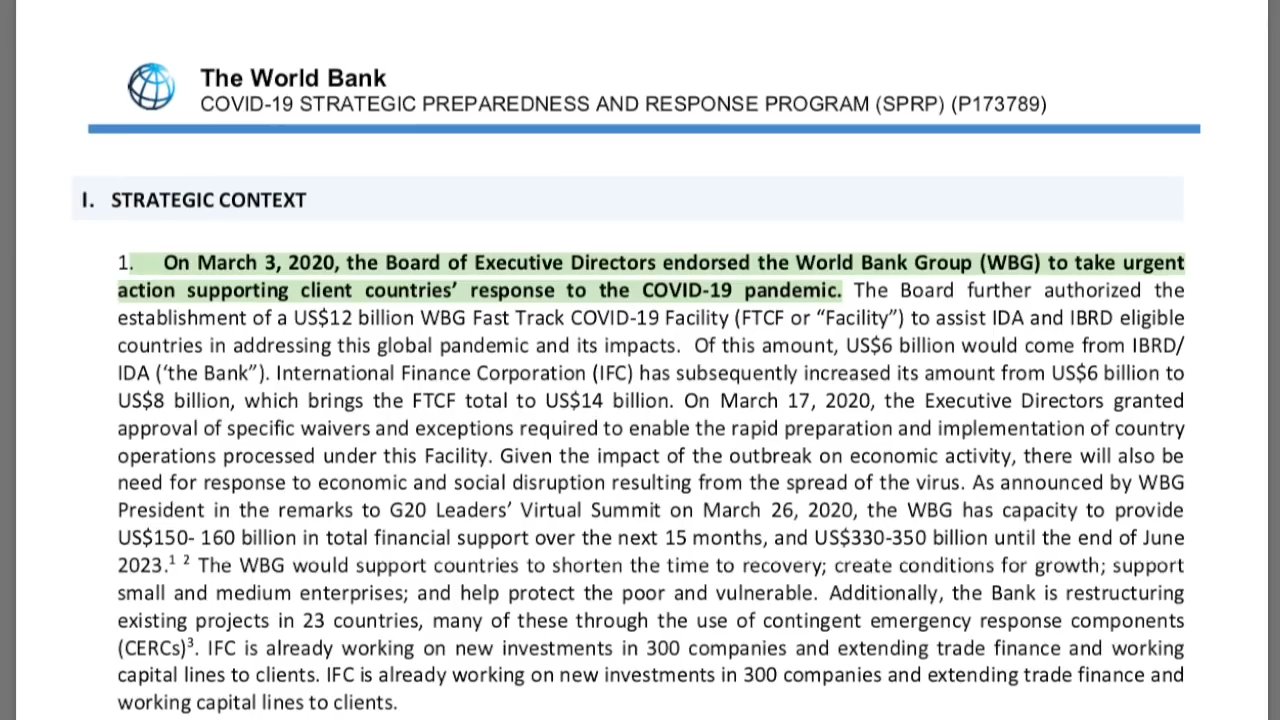 The World Bank
COVID-19 STRATEGIC PREPAREDNESS AND RESPONSE PROGRAM (SPRP) (P173789)
I. STRATEGIC CONTEXT
1. On March 3, 2020, the Board of Executive Directors endorsed the World Bank Group (WBG) to take urgent
action supporting client countries’ response to the COVID-19 pandemic. The Board further authorized the
establishment of a US$12 billion WBG Fast Track COVID-19 Facility (FTCF or “Facility”) to assist IDA and IBRD eligible
countries in addressing this global pandemic and its impacts. Of this amount, US$6 billion would come from IBRD/
IDA (‘the Bank”). International Finance Corporation (IFC) has subsequently increased its amount from US$6 billion to
US$8 billion, which brings the FTCF total to US$14 billion. On March 17, 2020, the Executive Directors granted
approval of specific waivers and exceptions required to enable the rapid preparation and implementation of country
operations processed under this Facility. Given the impact of the outbreak on economic activity, there will also be
need for response to economic and social disruption resulting from the spread of the virus. As announced by WBG
President in the remarks to G20 Leaders’ Virtual Summit on March 26, 2020, the WBG has capacity to provide
US$150- 160 billion in total financial support over the next 15 months, and US$330-350 billion until the end of June
2023.¹ ² The WBG would support countries to shorten the time to recovery; create conditions for growth; support
small and medium enterprises; and help protect the poor and vulnerable. Additionally, the Bank is restructuring
existing projects in 23 countries, many of these through the use of contingent emergency response components
(CERCs)³. IFC is already working on new investments in 300 companies and extending trade finance and working
capital lines to clients. IFC is already working on new investments in 300 companies and extending trade finance and
working capital lines to clients.